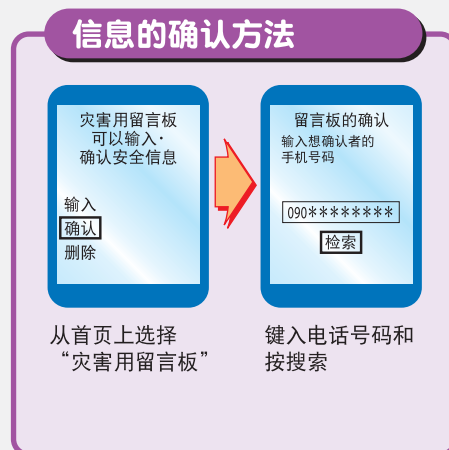 信息的确认方法
灾害用留言板
可以输入·
确认安全信息
输入
确认
删除
从首页上选择
“灾害用留言板”
留言板的确认
输入想确认者的
手机号码
090********
检索
键入电话号码和
按搜索